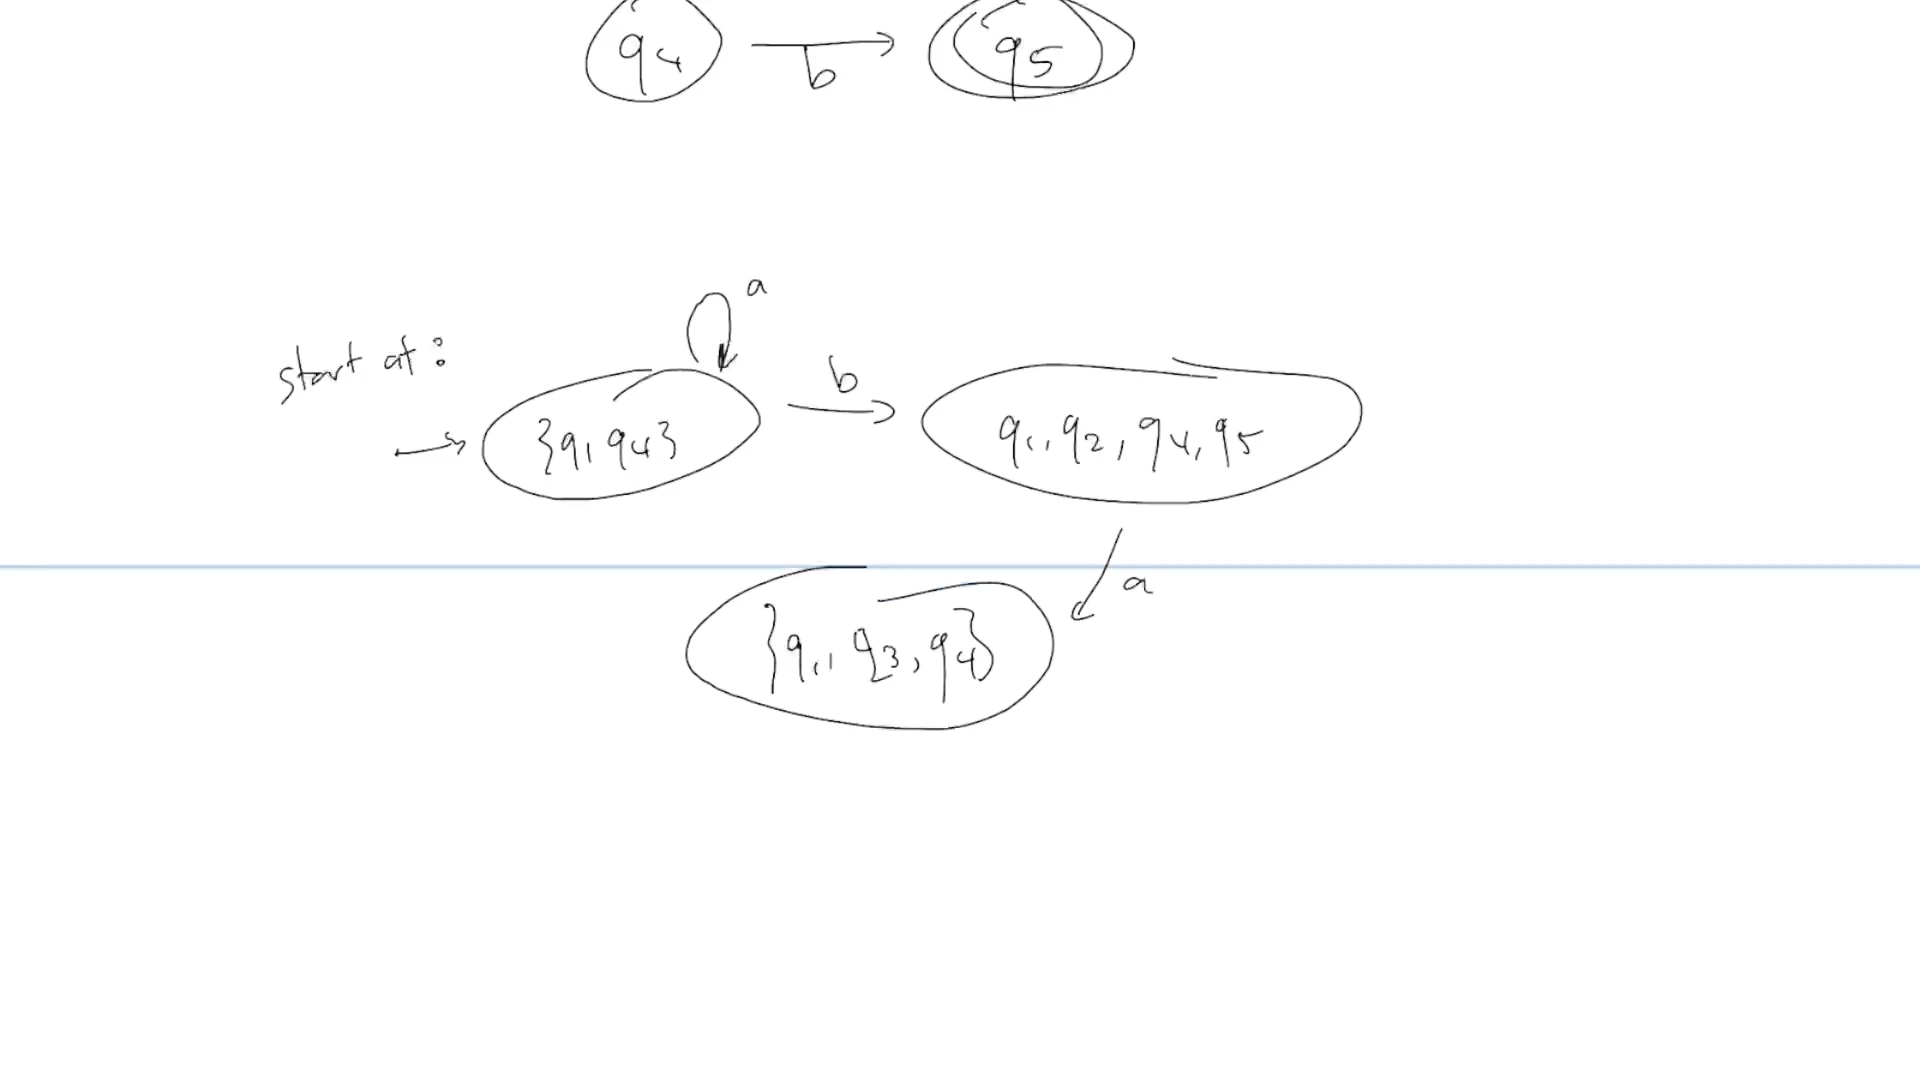 q4 b q5
a
start at: b
{q1 q4} q1, q2, q4, q5
a
{q1, q3, q4}